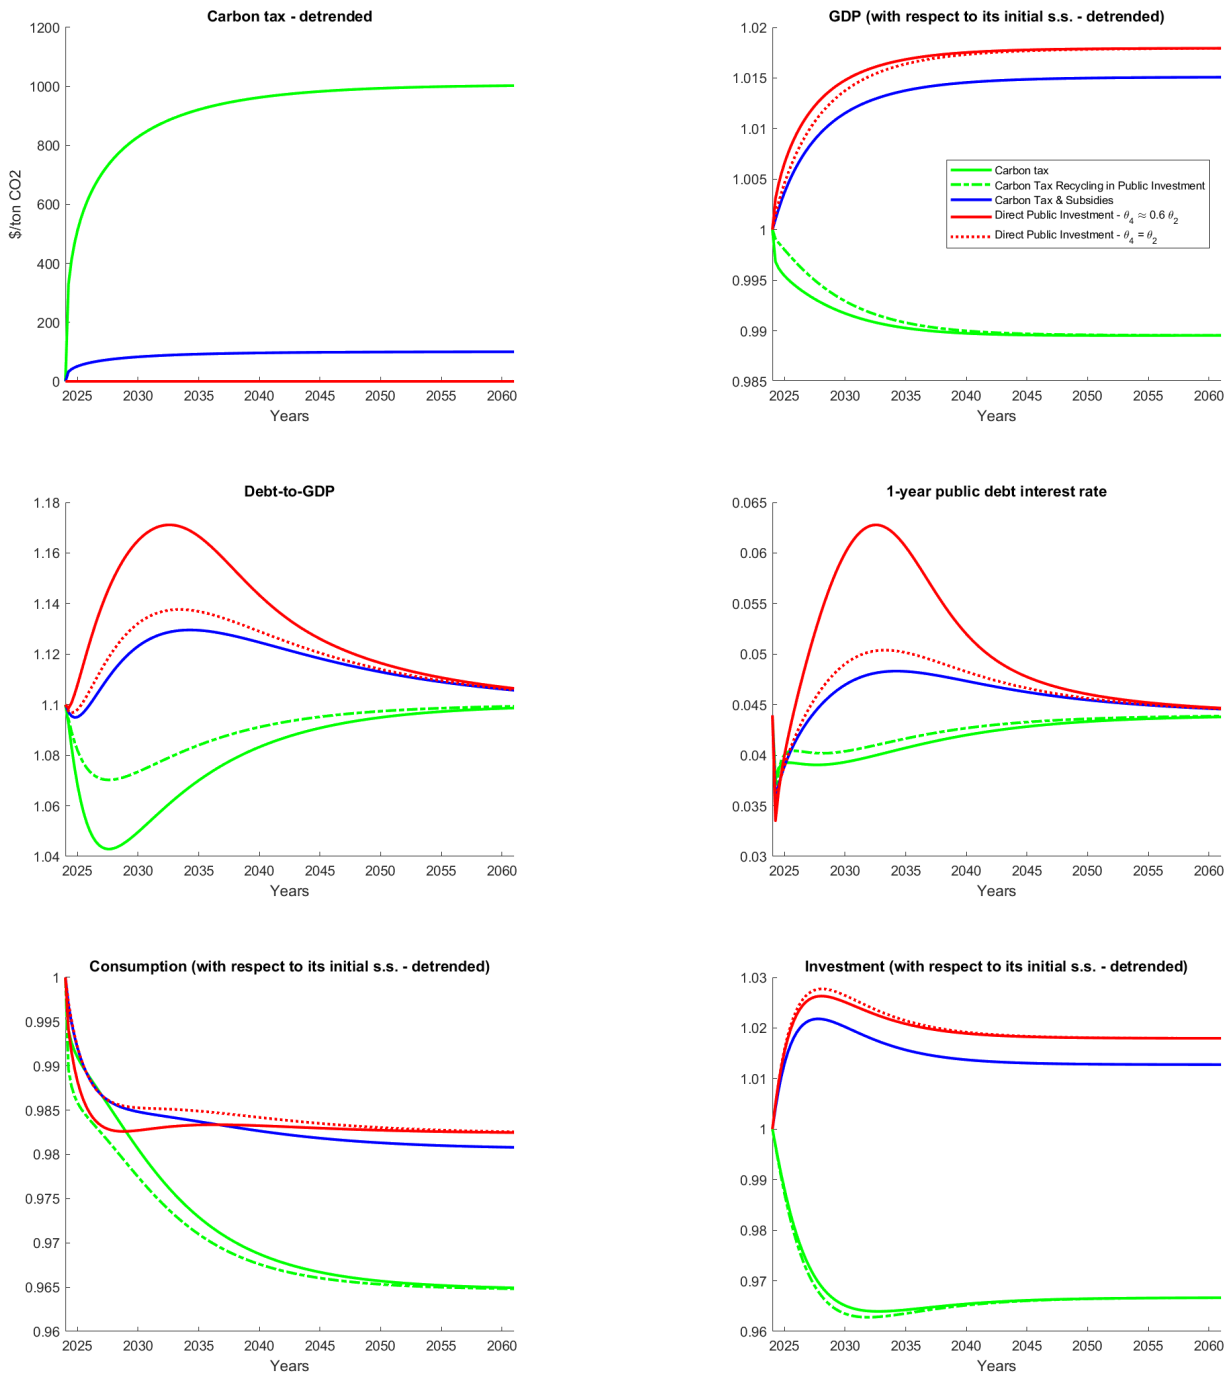 Carbon tax - detrended
1200
1000
800
600
400
200
0
$/ton CO2
2025 2030 2035 2040 2045 2050 2055 2060
Years
GDP (with respect to its initial s.s. - detrended)
1.02
1.015
1.01
1.005
1
0.995
0.99
0.985
Carbon tax
Carbon Tax Recycling in Public Investment
Carbon Tax & Subsidies
Direct Public Investment - θ4 ≈ 0.6 θ2
Direct Public Investment - θ4 = θ2
2025 2030 2035 2040 2045 2050 2055 2060
Years
Debt-to-GDP
1.18
1.16
1.14
1.12
1.1
1.08
1.06
1.04
2025 2030 2035 2040 2045 2050 2055 2060
Years
1-year public debt interest rate
0.065
0.06
0.055
0.05
0.045
0.04
0.035
0.03
2025 2030 2035 2040 2045 2050 2055 2060
Years
Consumption (with respect to its initial s.s. - detrended)
1
0.995
0.99
0.985
0.98
0.975
0.97
0.965
0.96
2025 2030 2035 2040 2045 2050 2055 2060
Years
Investment (with respect to its initial s.s. - detrended)
1.03
1.02
1.01
1
0.99
0.98
0.97
0.96
2025 2030 2035 2040 2045 2050 2055 2060
Years